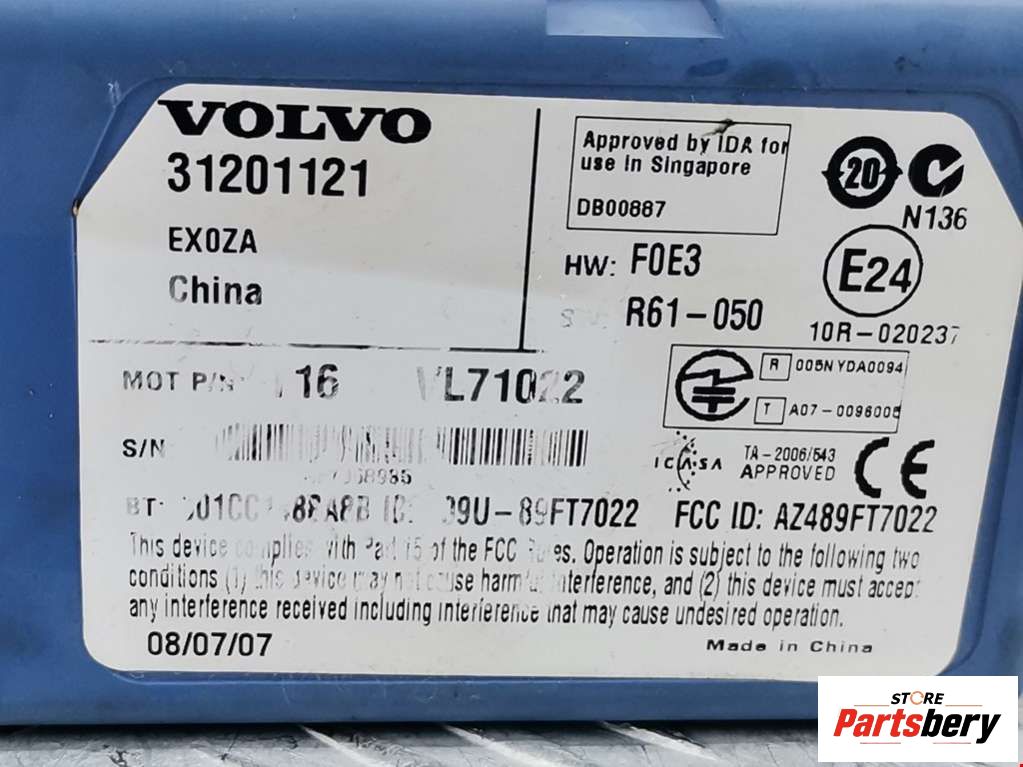 VOLVO
31201121
EX0ZA
China
Approved by IDA for
use in Singapore
DB00887
20
N136
HW: F0E3
R61-050
E24
10R-020237
MOT P/N: 16 VL71022
R 005NYDA0094
T A07-0096005
S/N
ICASA
TA-2006/543
APPROVED
CE
BT: 89FT7022 FCC ID: AZ489FT7022
This device complies with Part 15 of the FCC Rules. Operation is subject to the following two
conditions (1) this device may not cause harmful interference, and (2) this device must accept
any interference received including interference that may cause undesired operation.
08/07/07
Made in China
STORE
Partsbery